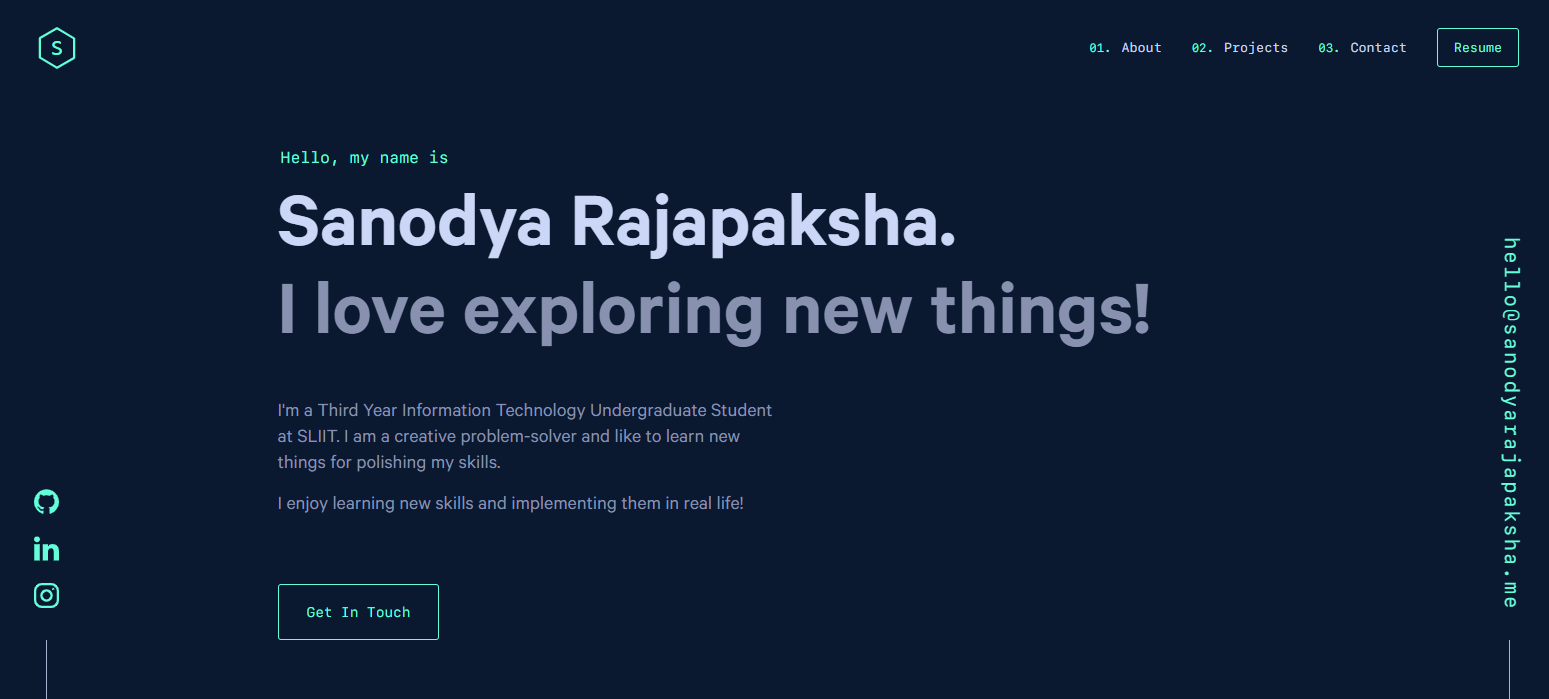 S
01. About
02. Projects
03. Contact
Resume
Hello, my name is
Sanodya Rajapaksha.
I love exploring new things!
I'm a Third Year Information Technology Undergraduate Student
at SLIIT. I am a creative problem-solver and like to learn new
things for polishing my skills.
I enjoy learning new skills and implementing them in real life!
Get In Touch
in
hello@sanodyarajapaksha.me